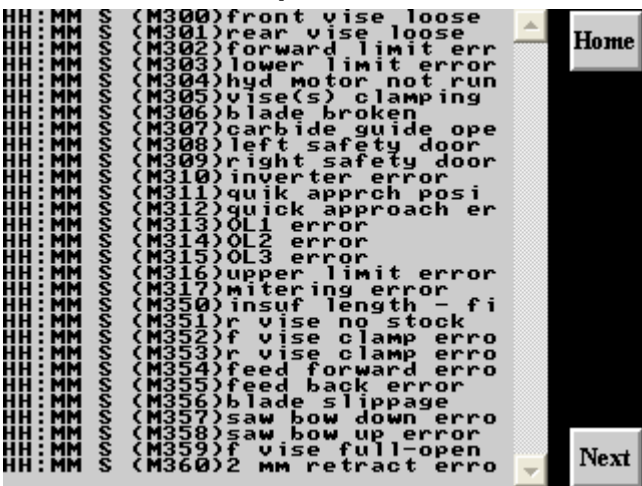 HH:MM S (M300)front vise loose
HH:MM S (M301)rear vise loose
HH:MM S (M302)forward limit err
HH:MM S (M303)lower limit error
HH:MM S (M304)hyd motor not run
HH:MM S (M305)vise(s) clamping
HH:MM S (M306)blade broken
HH:MM S (M307)carbide guide ope
HH:MM S (M308)left safety door
HH:MM S (M309)right safety door
HH:MM S (M310)inverter error
HH:MM S (M311)quik apprch posi
HH:MM S (M312)quick approach er
HH:MM S (M313)OL1 error
HH:MM S (M314)OL2 error
HH:MM S (M315)OL3 error
HH:MM S (M316)upper limit error
HH:MM S (M317)mitering error
HH:MM S (M350)insuf length - fi
HH:MM S (M351)r vise no stock
HH:MM S (M352)f vise clamp erro
HH:MM S (M353)r vise clamp erro
HH:MM S (M354)feed forward erro
HH:MM S (M355)feed back error
HH:MM S (M356)blade slippage
HH:MM S (M357)saw bow down erro
HH:MM S (M358)saw bow up error
HH:MM S (M359)f vise full-open
HH:MM S (M360)2 mm retract erro
Home
Next